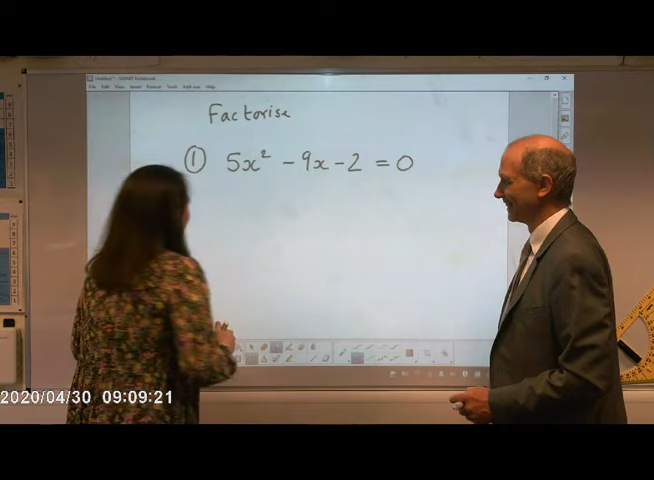 Factorise
① 5x² - 9x - 2 = 0
2020/04/30 09:09:21